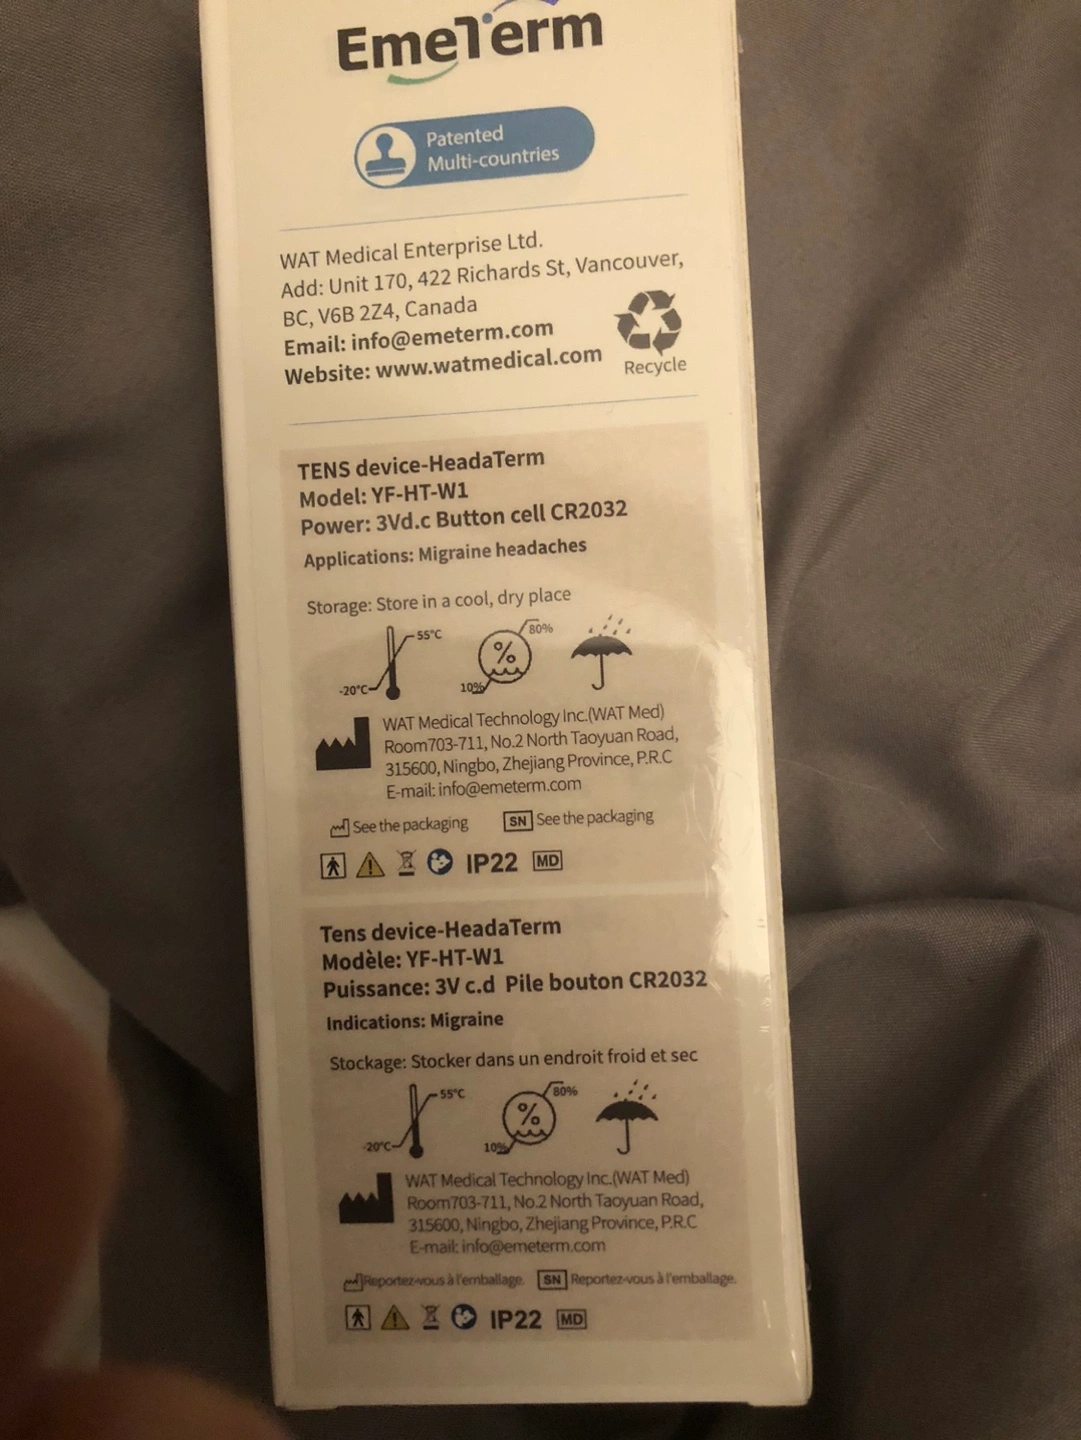 EmeTerm
Patented
Multi-countries
WAT Medical Enterprise Ltd.
Add: Unit 170, 422 Richards St, Vancouver,
BC, V6B 2Z4, Canada
Email: info@emeterm.com
Website: www.watmedical.com
Recycle
TENS device-HeadaTerm
Model: YF-HT-W1
Power: 3Vd.c Button cell CR2032
Applications: Migraine headaches
Storage: Store in a cool, dry place
55°C
-20°C
80%
%
10%
WAT Medical Technology Inc.(WAT Med)
Room703-711, No.2 North Taoyuan Road,
315600, Ningbo, Zhejiang Province, P.R.C
E-mail: info@emeterm.com
See the packaging SN See the packaging
IP22 MD
Tens device-HeadaTerm
Modèle: YF-HT-W1
Puissance: 3V c.d Pile bouton CR2032
Indications: Migraine
Stockage: Stocker dans un endroit froid et sec
55°C
-20°C
80%
%
10%
WAT Medical Technology Inc.(WAT Med)
Room703-711, No.2 North Taoyuan Road,
315600, Ningbo, Zhejiang Province, P.R.C
E-mail: info@emeterm.com
Reportez-vous à l'emballage. SN Reportez-vous à l'emballage.
IP22 MD